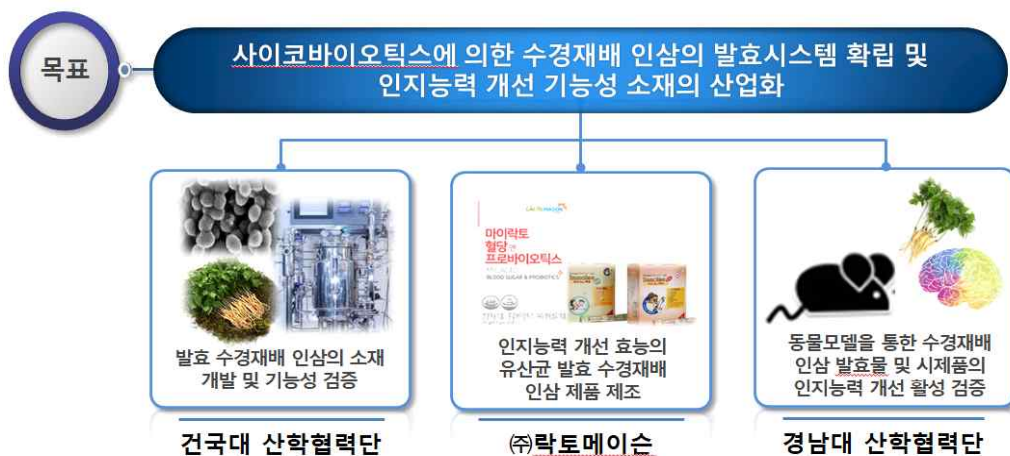 목표
사이코바이오틱스에 의한 수경재배 인삼의 발효시스템 확립 및
인지능력 개선 기능성 소재의 산업화
발효 수경재배 인삼의 소재
개발 및 기능성 검증
건국대 산학협력단
마이락토
혈당엔
프로바이오틱스
BLOOD SUGAR & PROBIOTICS
인지능력 개선 효능의
유산균 발효 수경재배
인삼 제품 제조
㈜락토메이슨
동물모델을 통한 수경재배
인삼 발효물 및 시제품의
인지능력 개선 활성 검증
경남대 산학협력단